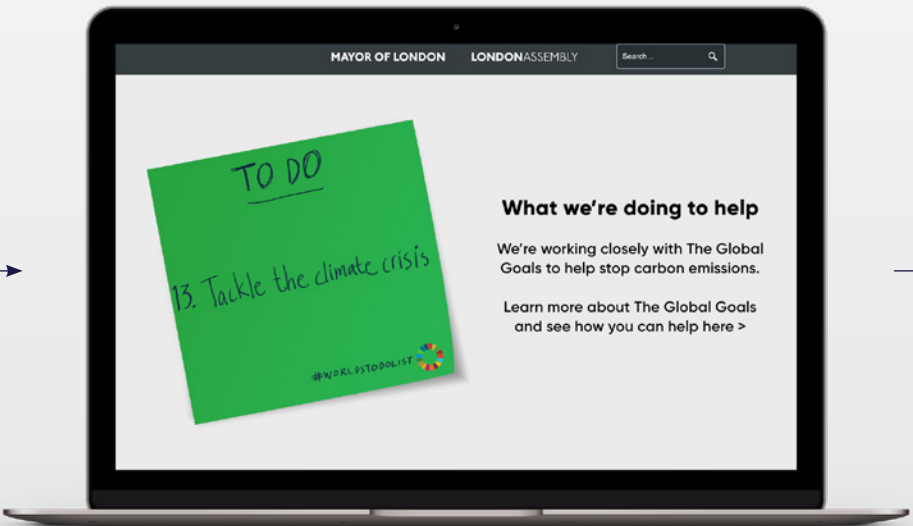 MAYOR OF LONDON LONDONASSEMBLY Search...
TO DO
13. Tackle the climate crisis
#WORLDSTODOLIST
What we're doing to help
We're working closely with The Global
Goals to help stop carbon emissions.
Learn more about The Global Goals
and see how you can help here >